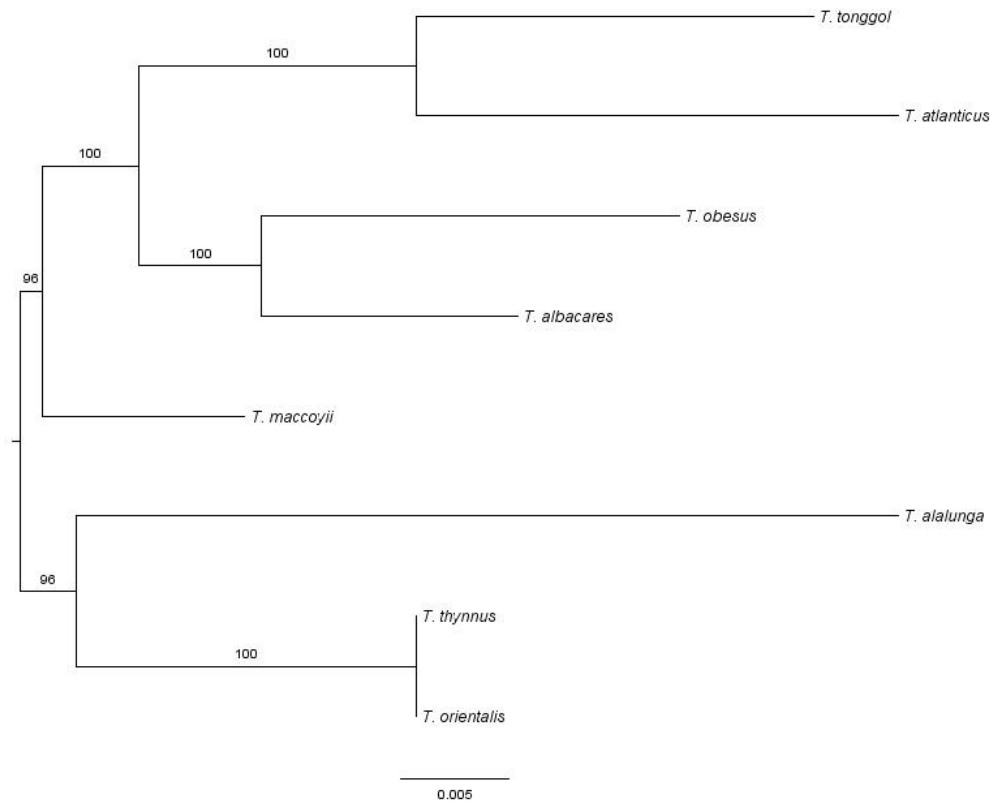 T. tonggol
100
T. atlanticus
100
T. obesus
100
96
T. albacares
T. maccoyii
T. alalunga
96
T. thynnus
100
T. orientalis
0.005